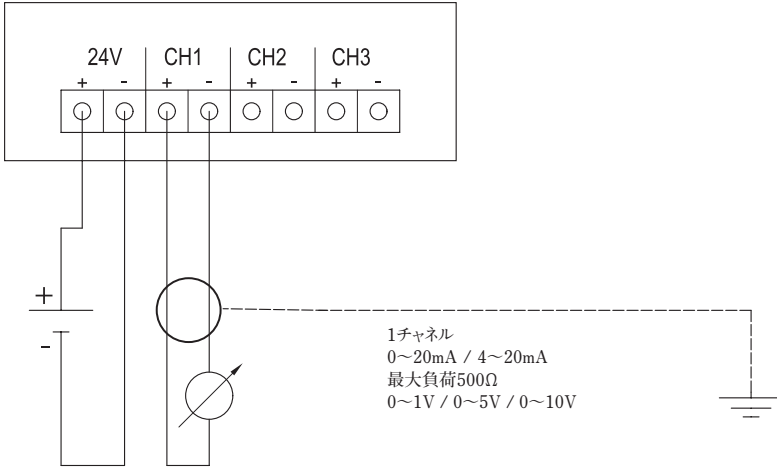 24V CH1 CH2 CH3
+ - + - + - + -
+
-
1チャネル
0～20mA / 4～20mA
最大負荷500Ω
0～1V / 0～5V / 0～10V